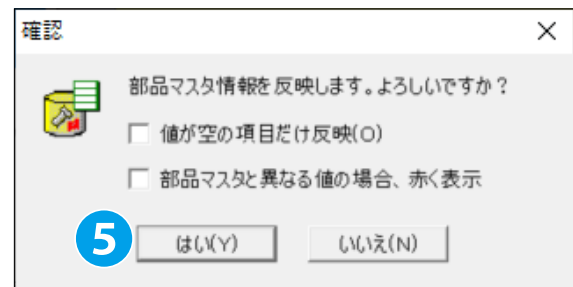 確認
部品マスタ情報を反映します。よろしいですか？
値が空の項目だけ反映(O)
部品マスタと異なる値の場合、赤く表示
5 はい(Y) いいえ(N)